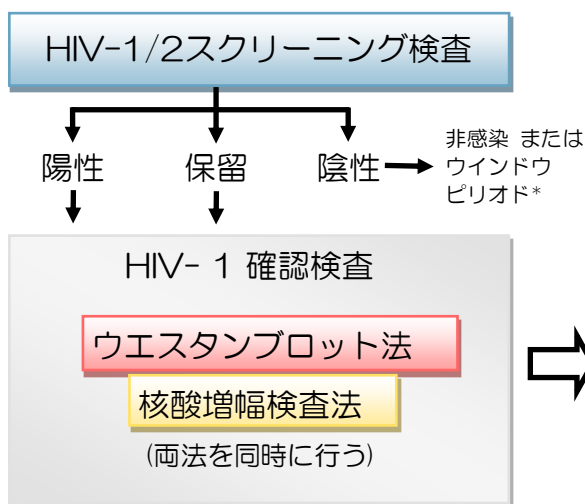 HIV-1/2スクリーニング検査
陽性 保留 陰性
非感染 または
ウインドウ
ピリオド*
HIV- 1 確認検査
ウエスタンブロット法
核酸増幅検査法
(両法を同時に行う)